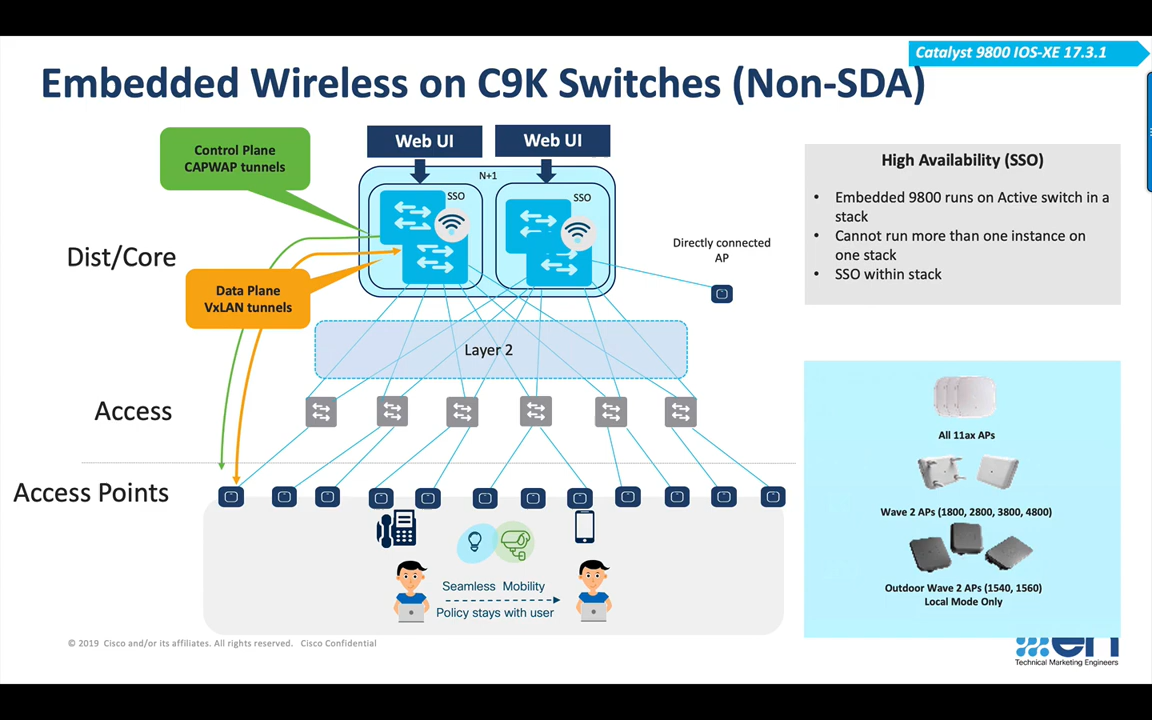 Catalyst 9800 IOS-XE 17.3.1
Embedded Wireless on C9K Switches (Non-SDA)
Control Plane
CAPWAP tunnels
Web UI
Web UI
N+1
SSO
SSO
Dist/Core
Data Plane
VxLAN tunnels
Directly connected
AP
Layer 2
Access
Access Points
Seamless Mobility
Policy stays with user
High Availability (SSO)
• Embedded 9800 runs on Active switch in a
stack
• Cannot run more than one instance on
one stack
• SSO within stack
All 11ax APs
Wave 2 APs (1800, 2800, 3800, 4800)
Outdoor Wave 2 APs (1540, 1560)
Local Mode Only
© 2019 Cisco and/or its affiliates. All rights reserved. Cisco Confidential
Technical Marketing Engineers